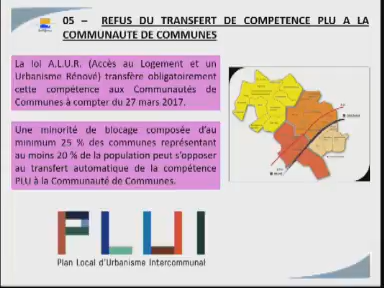 05 – REFUS DU TRANSFERT DE COMPETENCE PLU A LA
COMMUNAUTE DE COMMUNES
La loi A.L.U.R. (Accès au Logement et un
Urbanisme Rénové) transfère obligatoirement
cette compétence aux Communautés de
Communes à compter du 27 mars 2017.
Une minorité de blocage composée d'au
minimum 25 % des communes représentant
au moins 20 % de la population peut s'opposer
au transfert automatique de la compétence
PLU à la Communauté de Communes.
PLUI
Plan Local d'Urbanisme Intercommunal